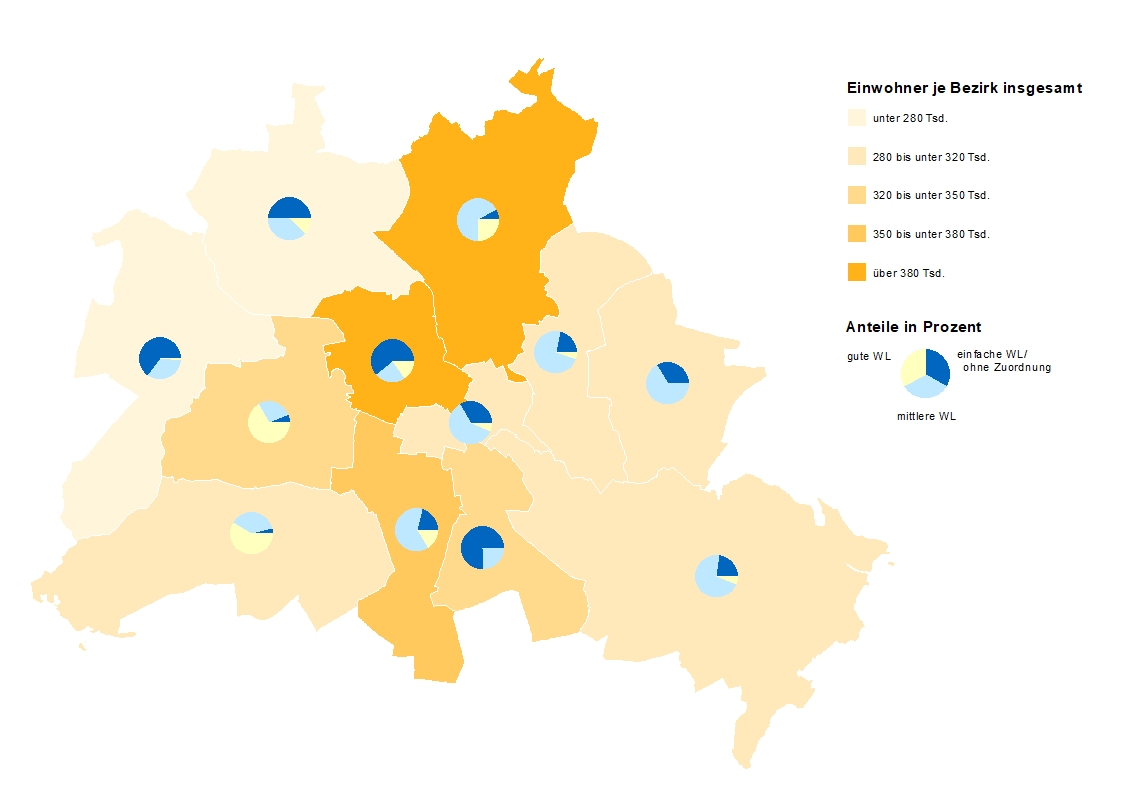 Einwohner je Bezirk insgesamt
unter 280 Tsd.
280 bis unter 320 Tsd.
320 bis unter 350 Tsd.
350 bis unter 380 Tsd.
über 380 Tsd.
Anteile in Prozent
gute WL
einfache WL/
ohne Zuordnung
mittlere WL